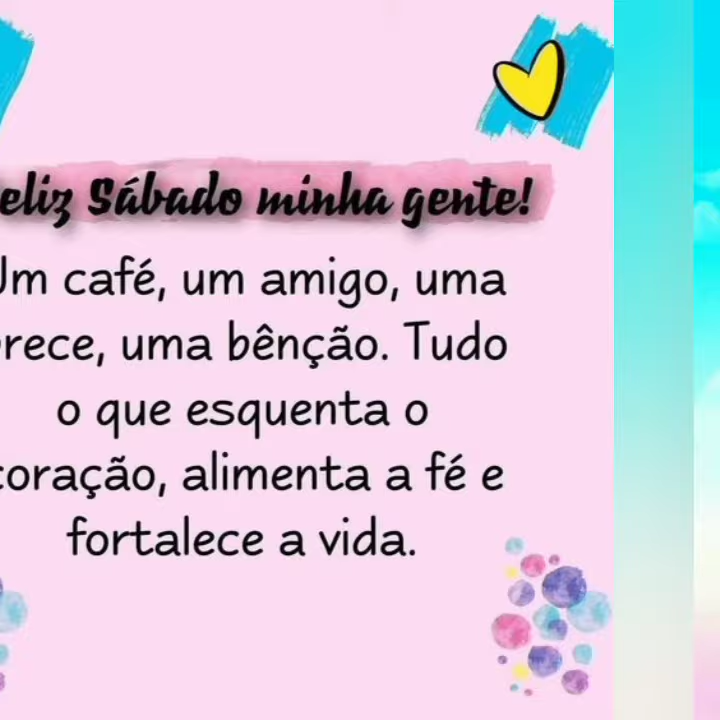 eliz Sábado minha gente!
Um café, um amigo, uma
rece, uma bênção. Tudo
o que esquenta o
coração, alimenta a fé e
fortalece a vida.